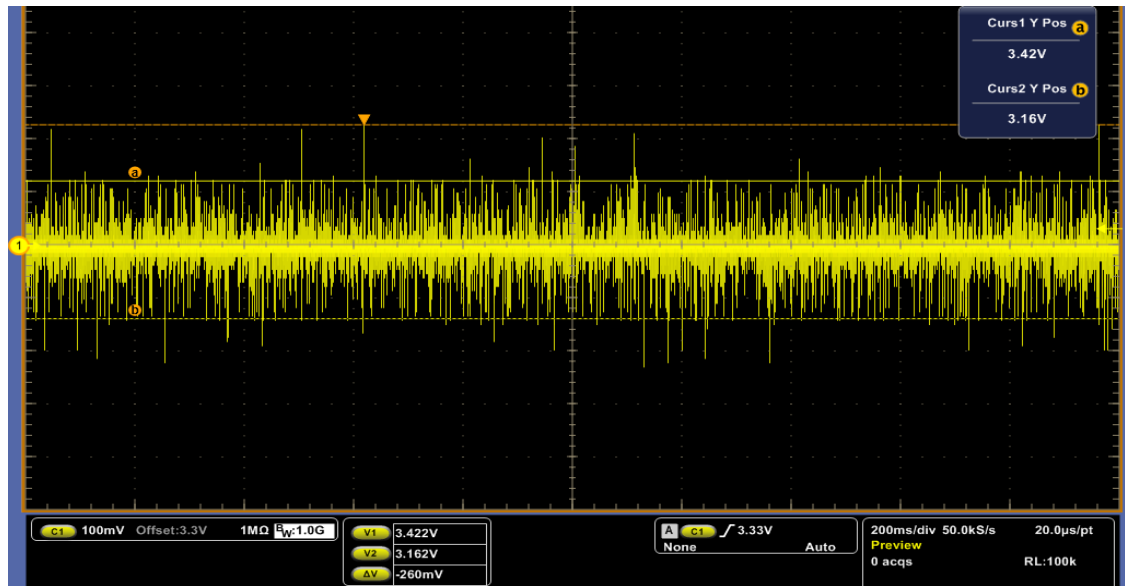 Curs1 Y Pos a
3.42V
Curs2 Y Pos b
3.16V
a
1
b
C1 100mV Offset:3.3V 1MΩ BW:1.0G
V1 3.422V
V2 3.162V
ΔV -260mV
A C1 3.33V
None Auto
200ms/div 50.0kS/s 20.0µs/pt
Preview
0 acqs RL:100k